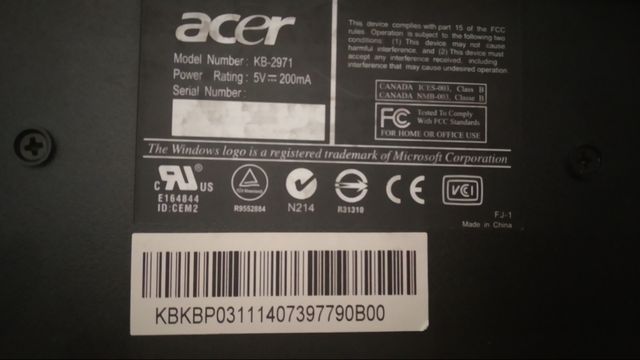 acer
Model Number : KB-2971
Power Rating : 5V⎓200mA
Serial Number :
This device complies with part 15 of the FCC
rules. Operation is subject to the following two
conditions: (1) This device may not cause
harmful interference, and (2) This device must
accept any interference received, including
interference that may cause undesired operation.
CANADA ICES-003, Class B
CANADA NMB-003, Classe B
FC Tested To Comply
With FCC Standards
FOR HOME OR OFFICE USE
The Windows logo is a registered trademark of Microsoft Corporation
c UL US
E164844
ID:CEM2
R9552884
N214
R31310
CE
VCI
FJ-1
Made in China
KBKBP03111407397790B00